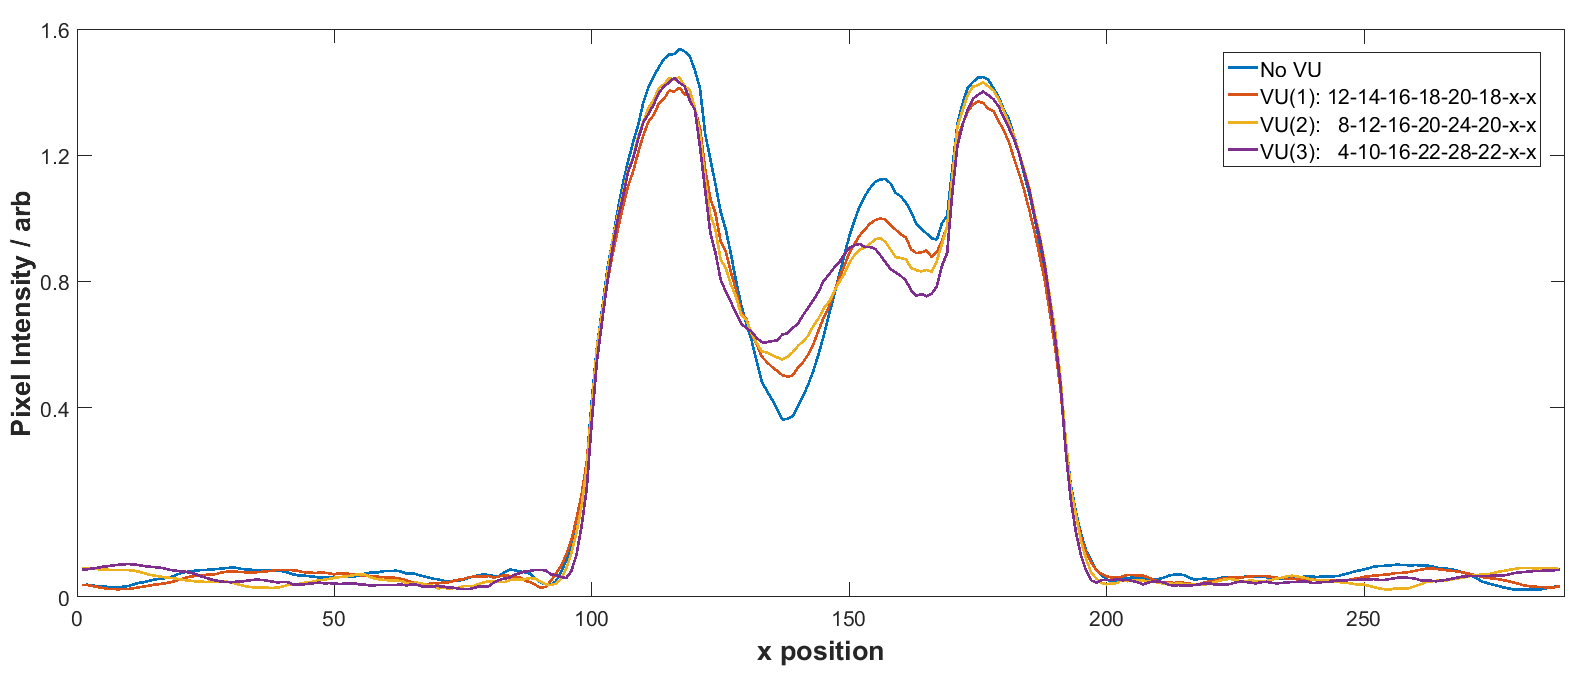 1.6
1.2
0.8
0.4
0
Pixel Intensity / arb
No VU
VU(1): 12-14-16-18-20-18-x-x
VU(2): 8-12-16-20-24-20-x-x
VU(3): 4-10-16-22-28-22-x-x
0 50 100 150 200 250
x position